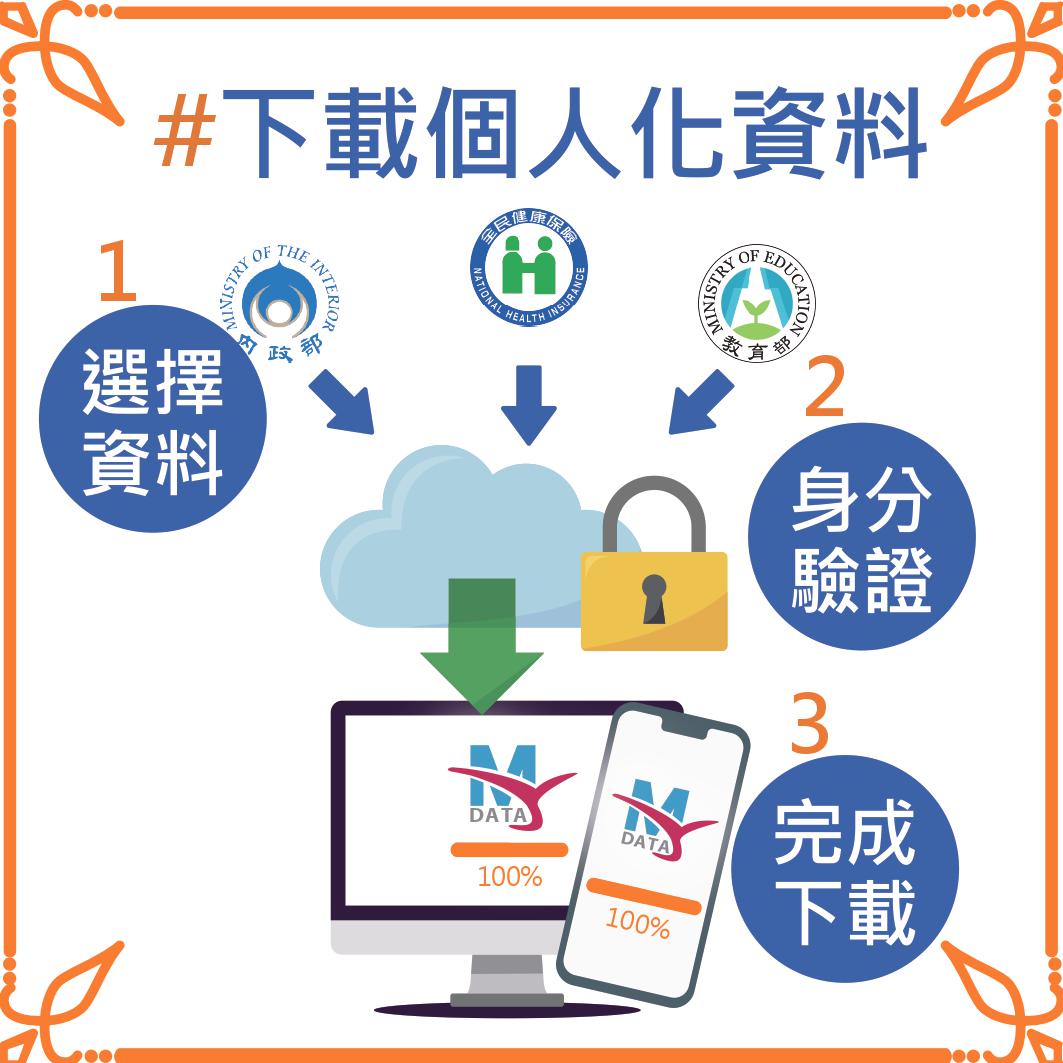 #下載個人化資料
1
選擇
資料
MINISTRY OF THE INTERIOR
內政部
全民健康保險
NATIONAL HEALTH INSURANCE
MINISTRY OF EDUCATION
教育部
2
身分
驗證
MY
DATA
100%
MY
DATA
100%
3
完成
下載